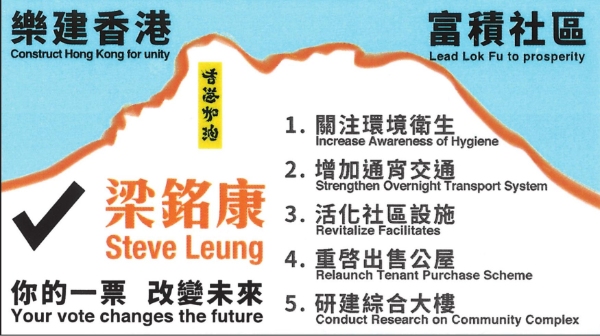 樂建香港
Construct Hong Kong for unity
富積社區
Lead Lok Fu to prosperity
香港加油
1. 關注環境衛生
Increase Awareness of Hygiene
2. 增加通宵交通
Strengthen Overnight Transport System
3. 活化社區設施
Revitalize Facilitates
4. 重啓出售公屋
Relaunch Tenant Purchase Scheme
5. 研建綜合大樓
Conduct Research on Community Complex
梁銘康
Steve Leung
你的一票 改變未來
Your vote changes the future